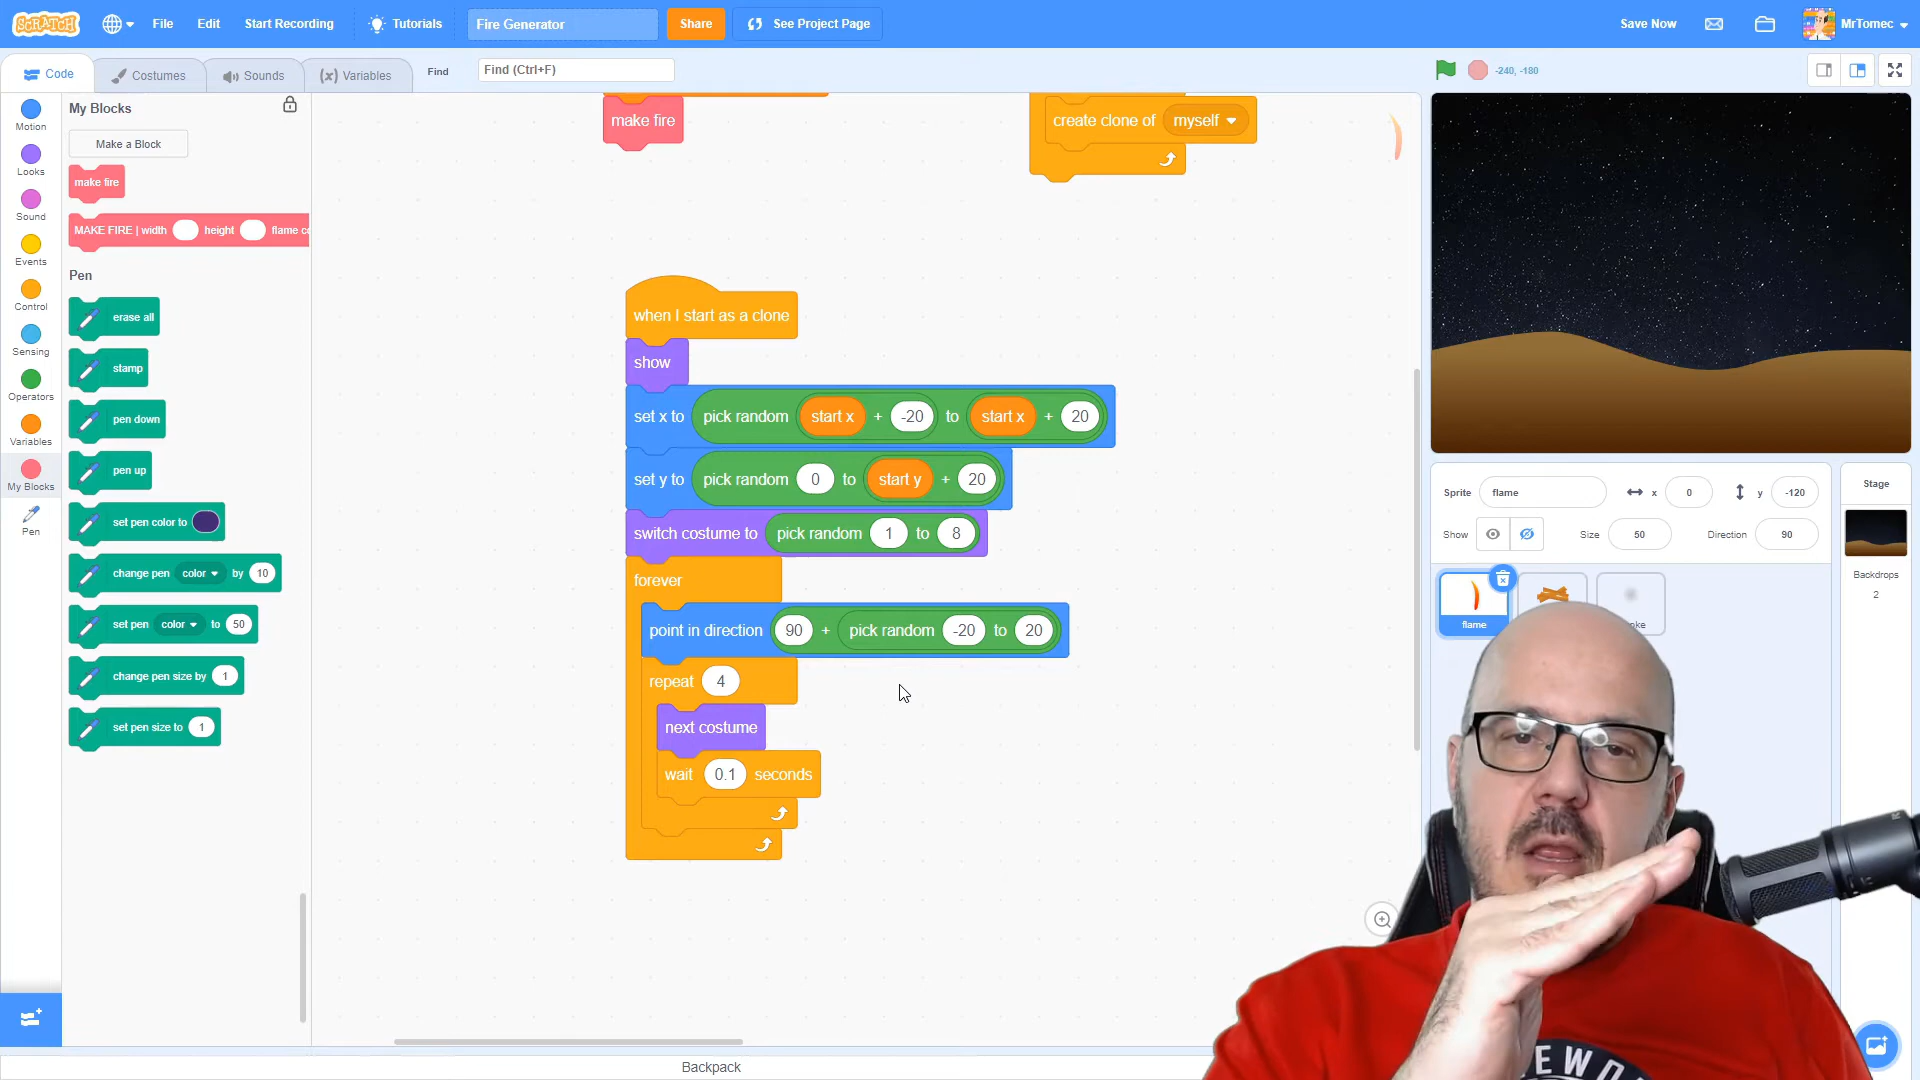 SCRATCH File Edit Start Recording Tutorials Fire Generator Share See Project Page Save Now MrTomec
Code Costumes Sounds (x) Variables Find Find (Ctrl+F) -240, -180
Motion
Looks
Sound
Events
Control
Sensing
Operators
Variables
My Blocks
Pen
My Blocks
Make a Block
make fire
MAKE FIRE | width height flame co
Pen
erase all
stamp
pen down
pen up
set pen color to
change pen color by 10
set pen color to 50
change pen size by 1
set pen size to 1
make fire
create clone of myself
when I start as a clone
show
set x to pick random start x + -20 to start x + 20
set y to pick random 0 to start y + 20
switch costume to pick random 1 to 8
forever
point in direction 90 + pick random -20 to 20
repeat 4
next costume
wait 0.1 seconds
Sprite flame x 0 y -120
Show Size 50 Direction 90
flame
Stage
Backdrops
2
Backpack